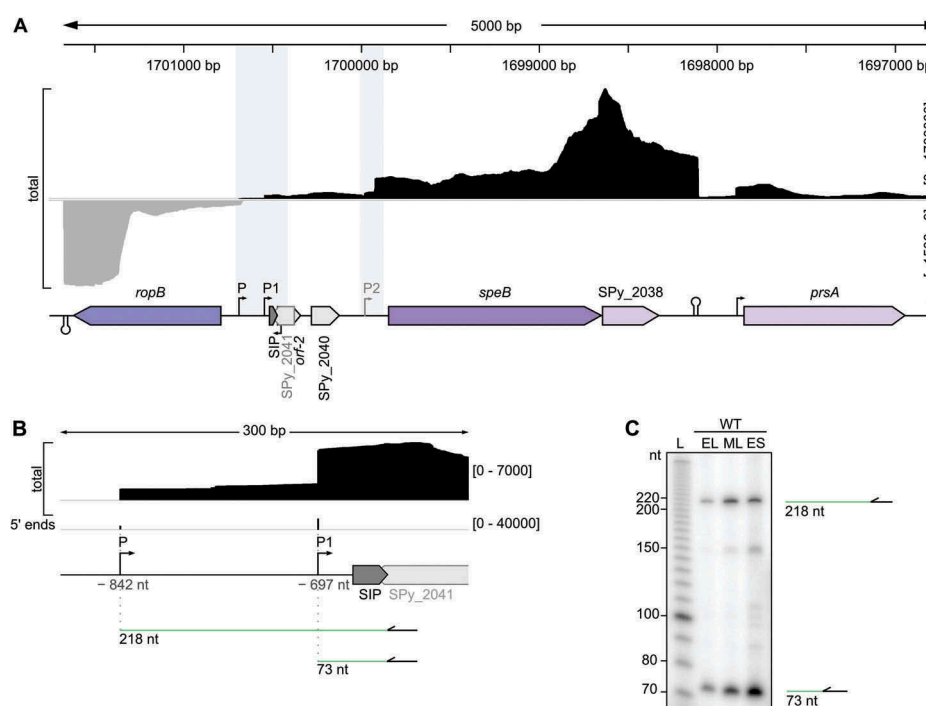 A
5000 bp
1701000 bp
1700000 bp
1699000 bp
1698000 bp
1697000 bp
total
ropB
P
P1
P2
speB
SPy_2038
prsA
SIP
SPy_2041
orf-2
SPy_2040
B
300 bp
total
[0 - 7000]
5' ends
[0 - 40000]
P
P1
− 842 nt
− 697 nt
SIP
SPy_2041
218 nt
73 nt
C
WT
L
EL
ML
ES
nt
220
200
150
100
80
70
218 nt
73 nt